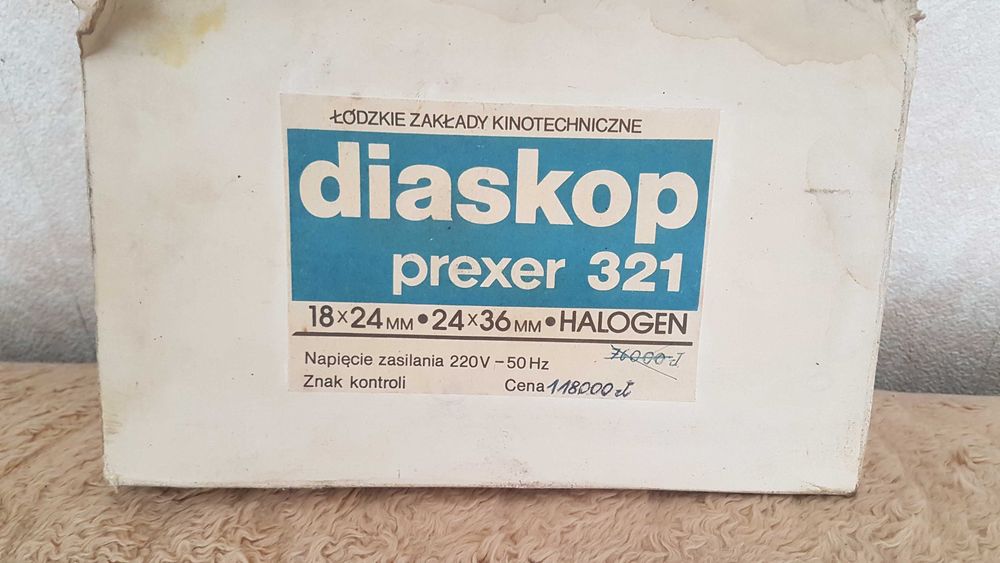 ŁÓDZKIE ZAKŁADY KINOTECHNICZNE
diaskop
prexer 321
18×24 MM • 24×36 MM • HALOGEN
Napięcie zasilania 220V – 50 Hz 76000 zł
Znak kontroli Cena 118000 zł